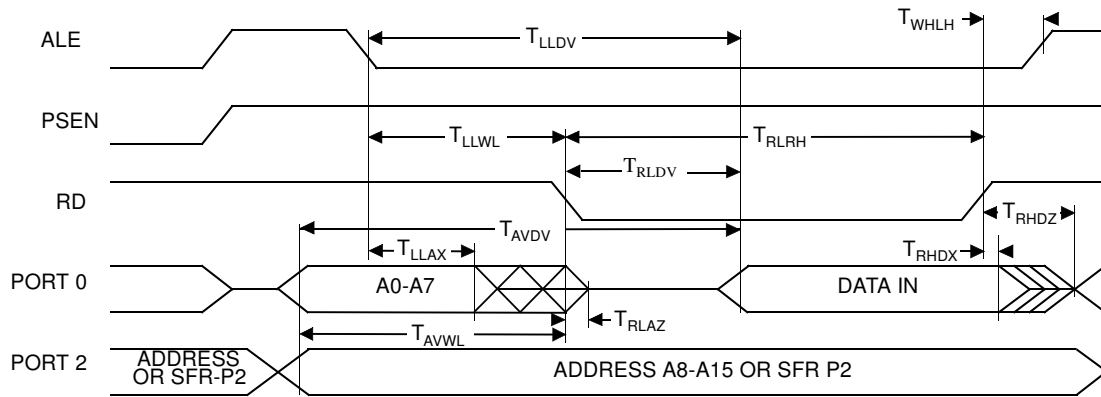 T_WHLH
ALE
T_LLDV
PSEN
T_LLWL
T_RLRH
T_RLDV
RD
T_RHDZ
T_AVDV
T_LLAX
T_RHDX
PORT 0
A0-A7
DATA IN
T_RLAZ
T_AVWL
PORT 2
ADDRESS
OR SFR-P2
ADDRESS A8-A15 OR SFR P2